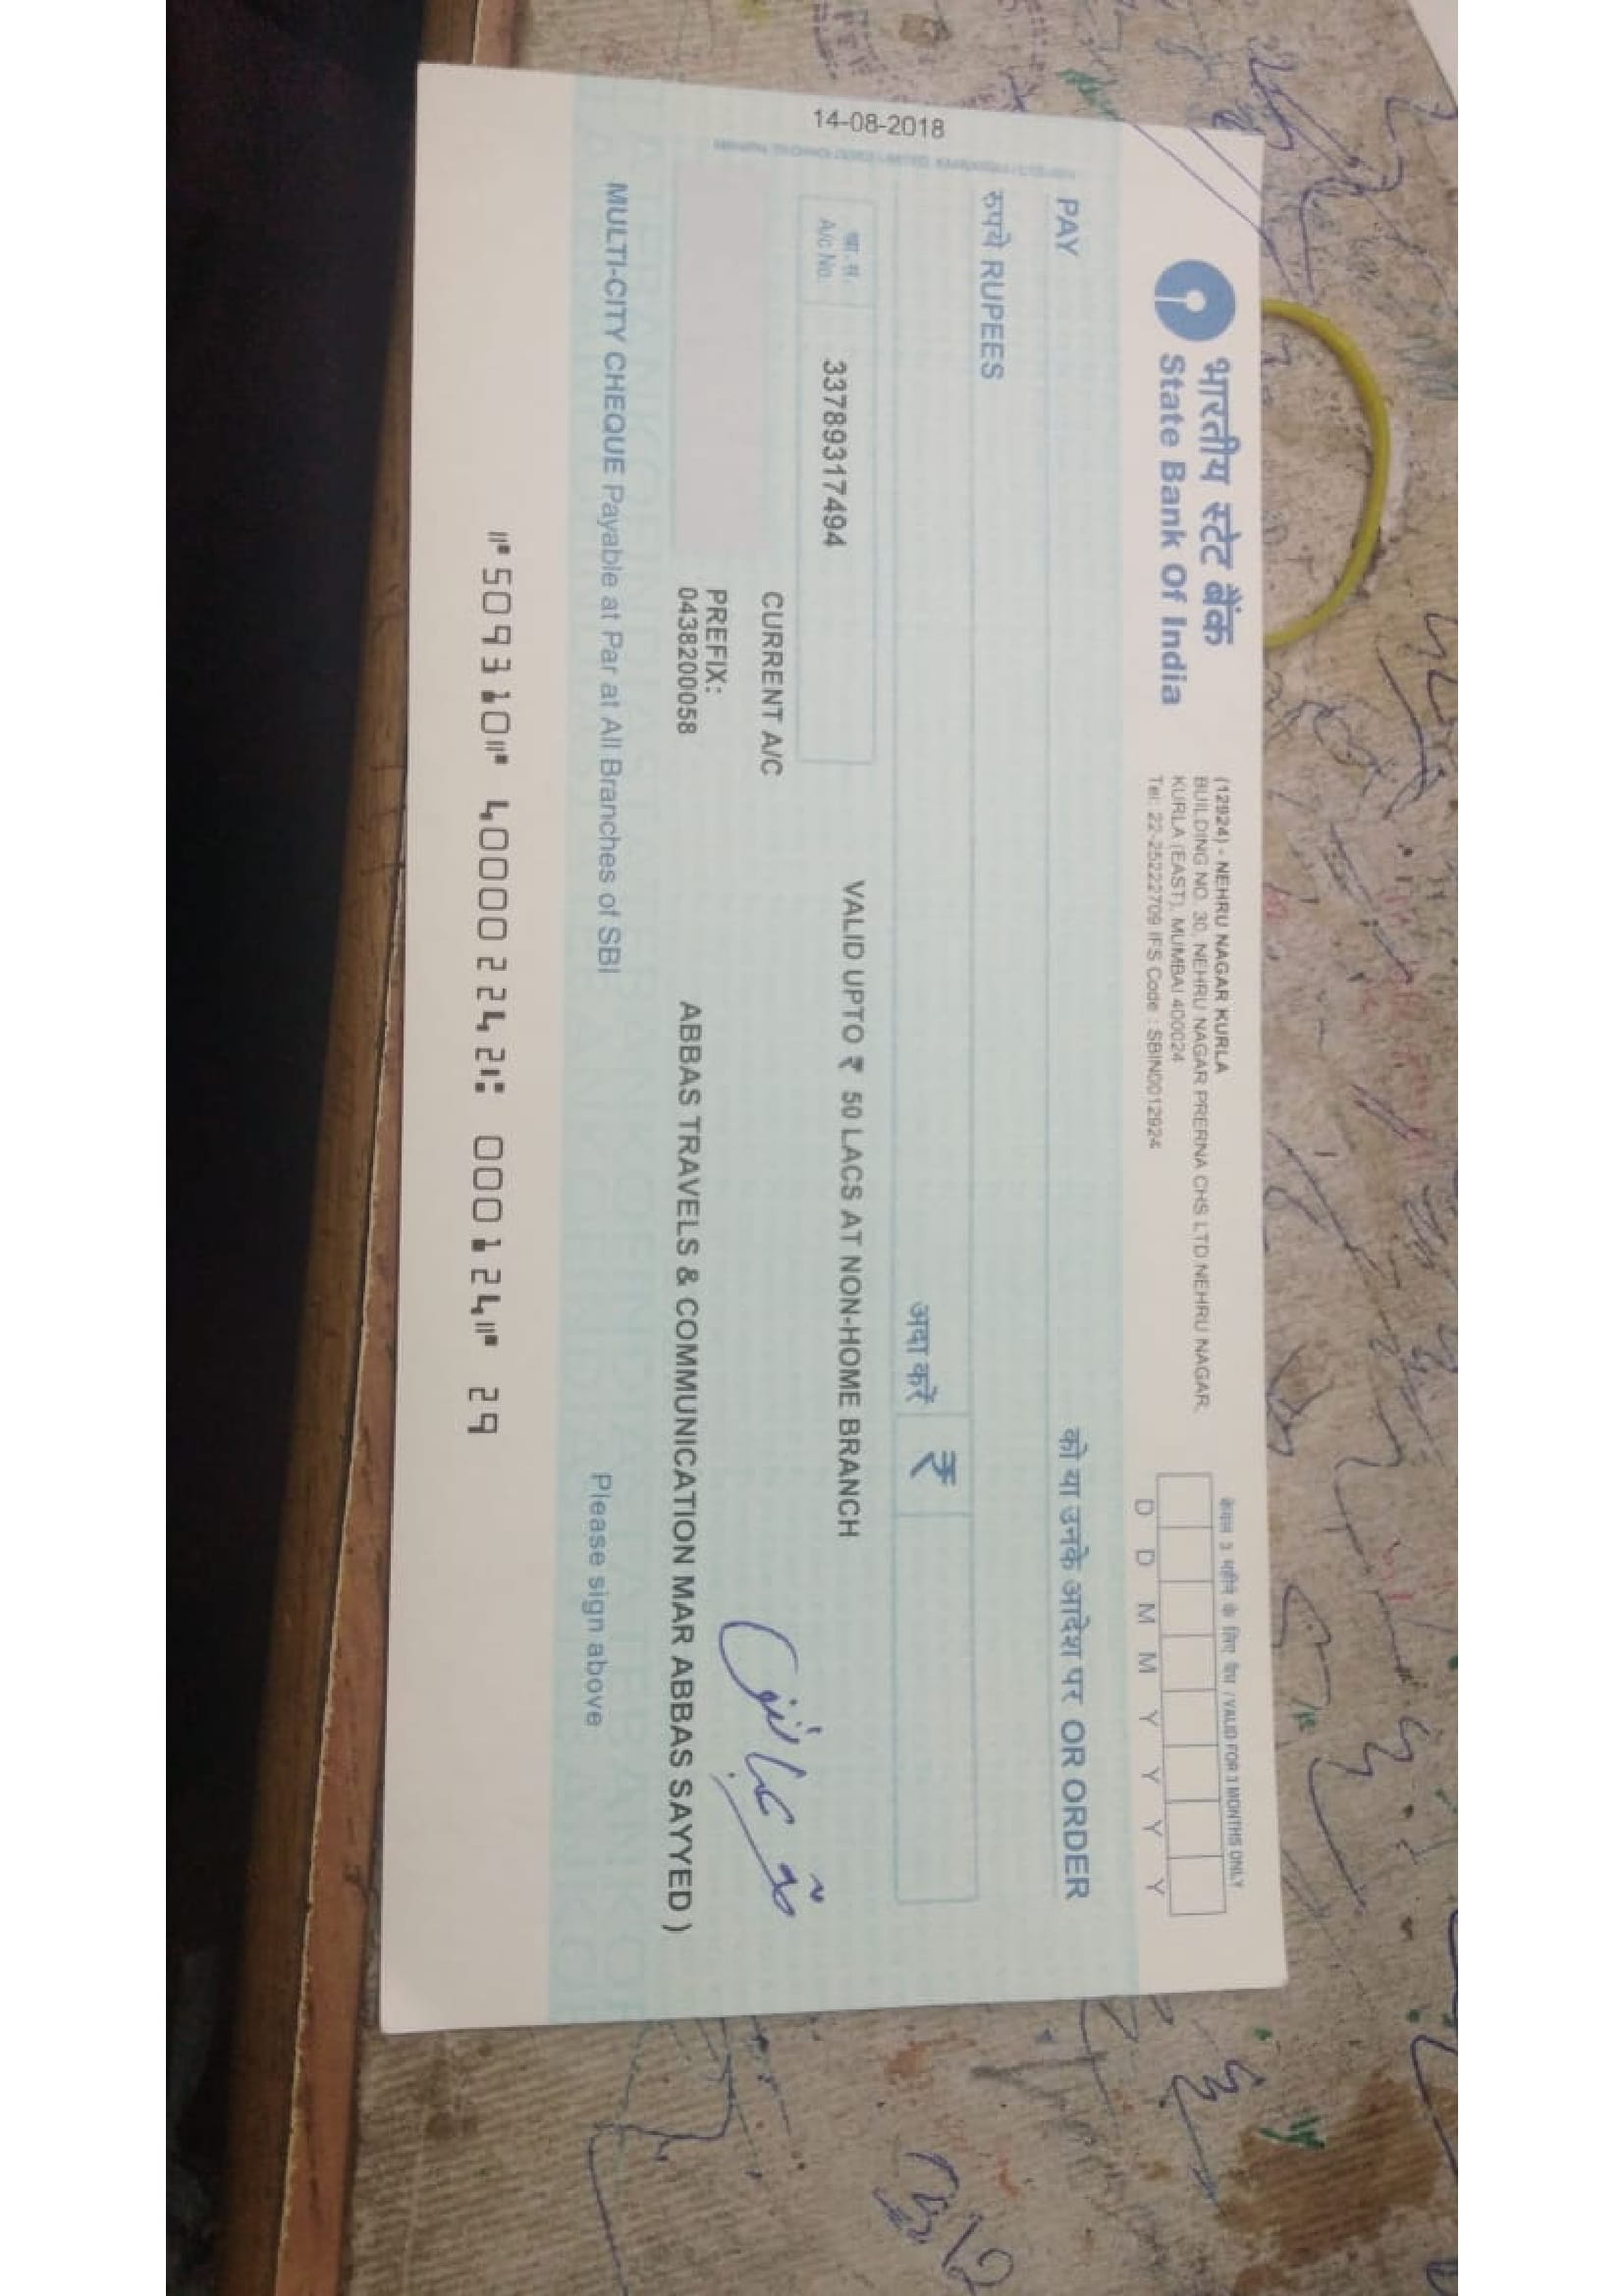 केवल 3 महीने के लिए वैध / VALID FOR 3 MONTHS ONLY
भारतीय स्टेट बैंक
State Bank Of India
(12924) - NEHRU NAGAR KURLA
BUILDING NO. 30, NEHRU NAGAR PRERNA CHS LTD NEHRU NAGAR,
KURLA (EAST), MUMBAI 400024
Tel: 22-25222709 IFS Code : SBIN0012924
D D M M Y Y Y Y
PAY को या उनके आदेश पर OR ORDER
रुपये RUPEES
अदा करें ₹
14-08-2018
खा. सं.
A/c No.
33789317494
VALID UPTO ₹ 50 LACS AT NON-HOME BRANCH
CURRENT A/C
PREFIX:
0438200058
ABBAS TRAVELS & COMMUNICATION MAR ABBAS SAYYED )
MULTI-CITY CHEQUE Payable at Par at All Branches of SBI
Please sign above
⑈509310⑈ 400002242⑆ 000124⑈ 29